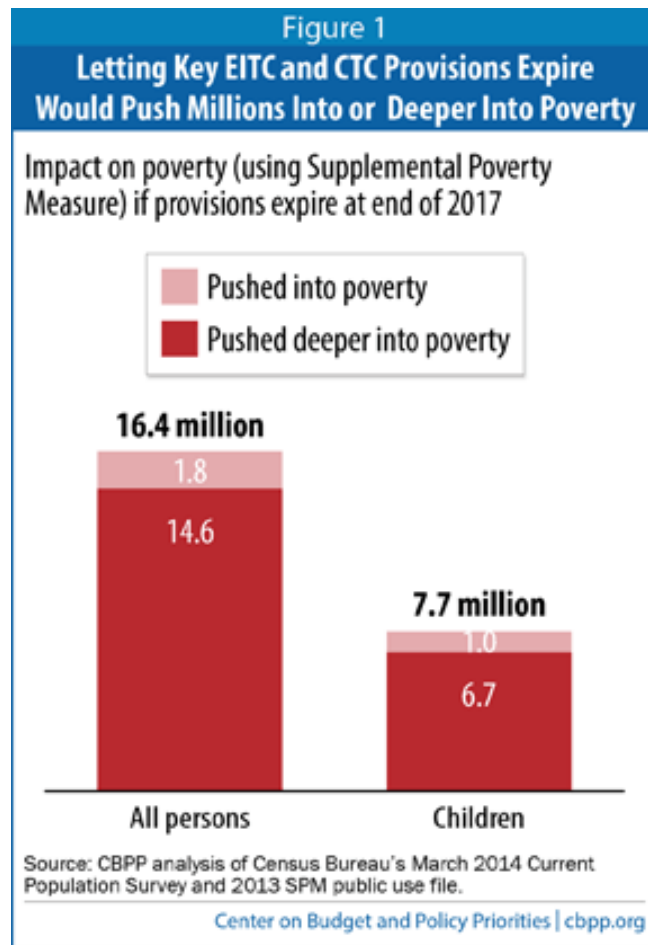 Figure 1
Letting Key EITC and CTC Provisions Expire
Would Push Millions Into or Deeper Into Poverty
Impact on poverty (using Supplemental Poverty
Measure) if provisions expire at end of 2017
Pushed into poverty
Pushed deeper into poverty
16.4 million
1.8
14.6
7.7 million
1.0
6.7
All persons
Children
Source: CBPP analysis of Census Bureau's March 2014 Current
Population Survey and 2013 SPM public use file.
Center on Budget and Policy Priorities | cbpp.org